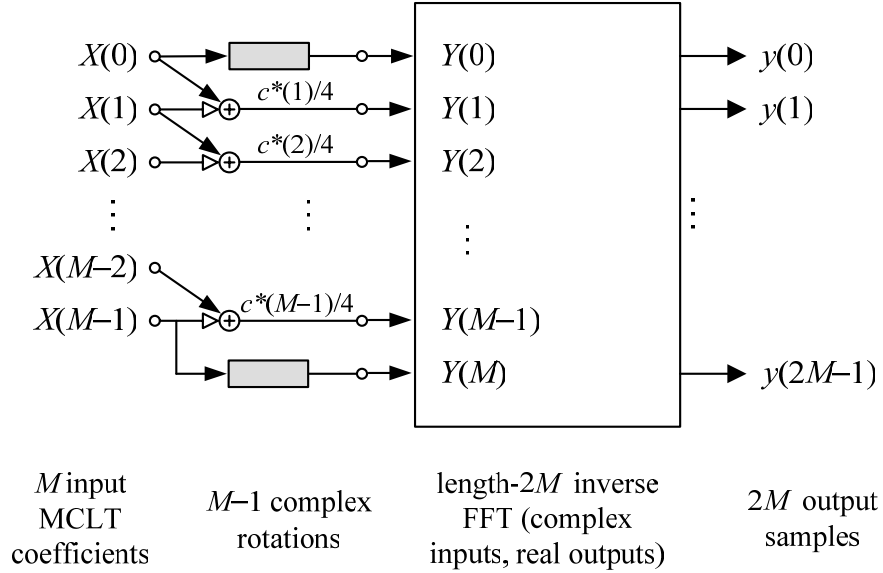 X(0) Y(0) y(0)
c*(1)/4
X(1) Y(1) y(1)
c*(2)/4
X(2) Y(2)
X(M–2)
c*(M–1)/4
X(M–1) Y(M–1)
Y(M) y(2M–1)
M input
MCLT
coefficients
M–1 complex
rotations
length-2M inverse
FFT (complex
inputs, real outputs)
2M output
samples